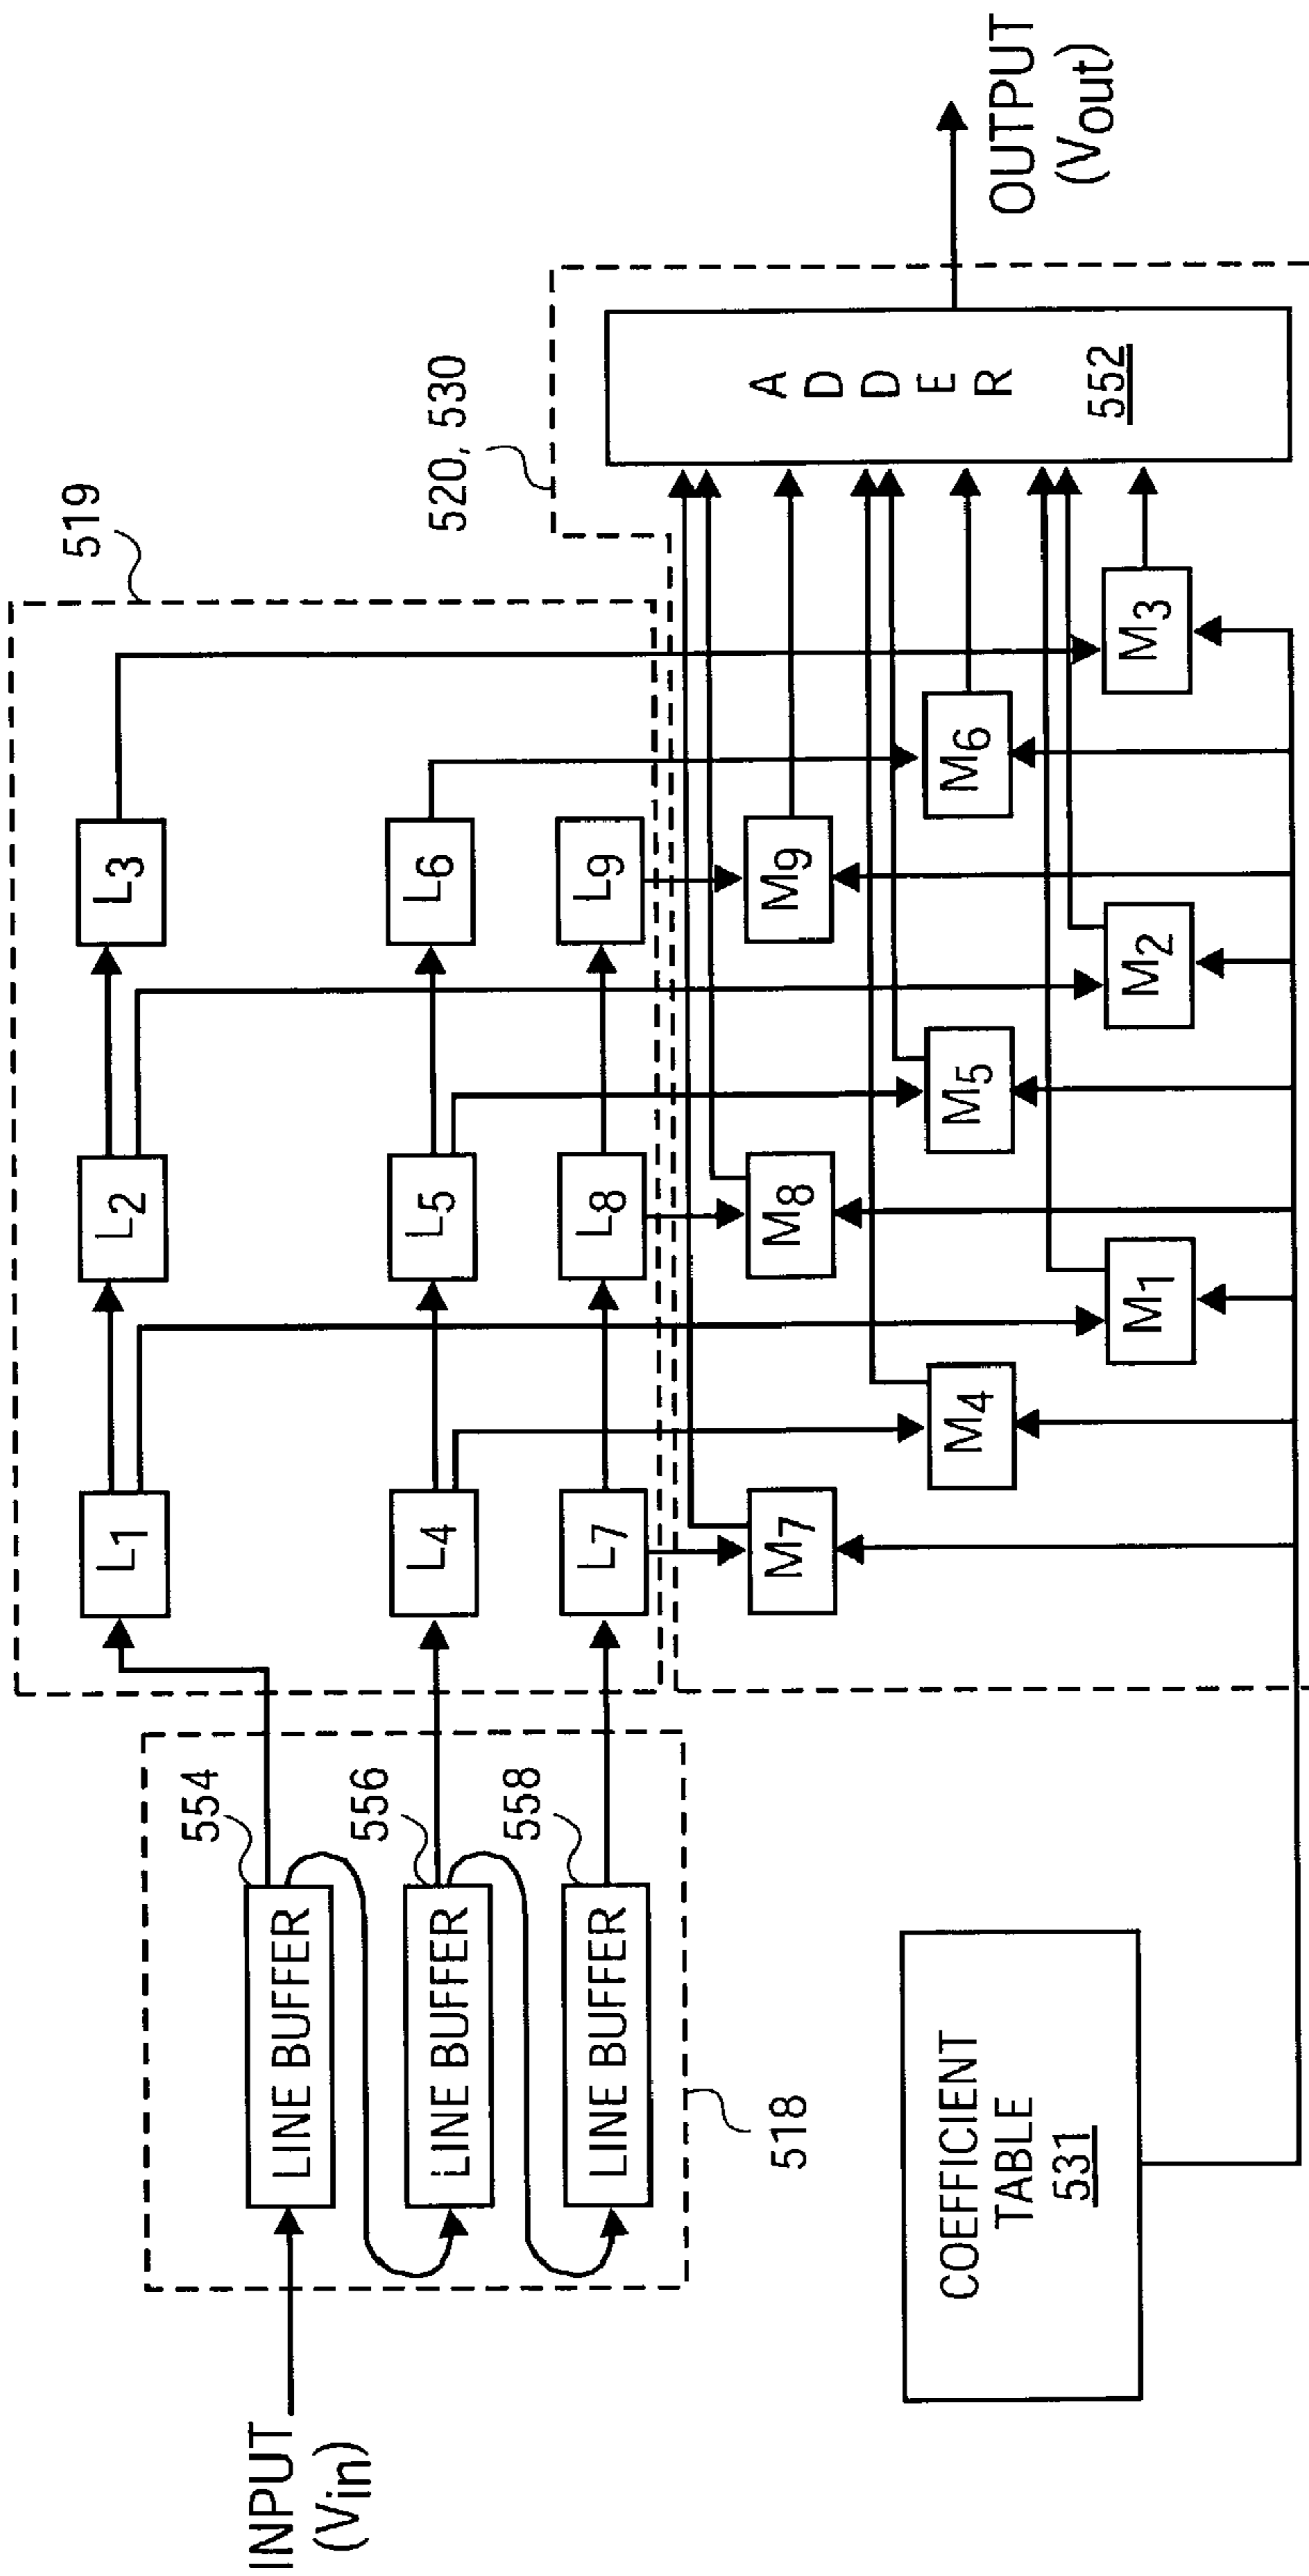 519
520, 530
L1
L2
L3
L4
L5
L6
L7
L8
L9
554
556
558
LINE BUFFER
LINE BUFFER
LINE BUFFER
INPUT
(Vin)
518
M7
M8
M9
M4
M5
M6
M1
M2
M3
ADDER
552
OUTPUT
(Vout)
COEFFICIENT
TABLE
531